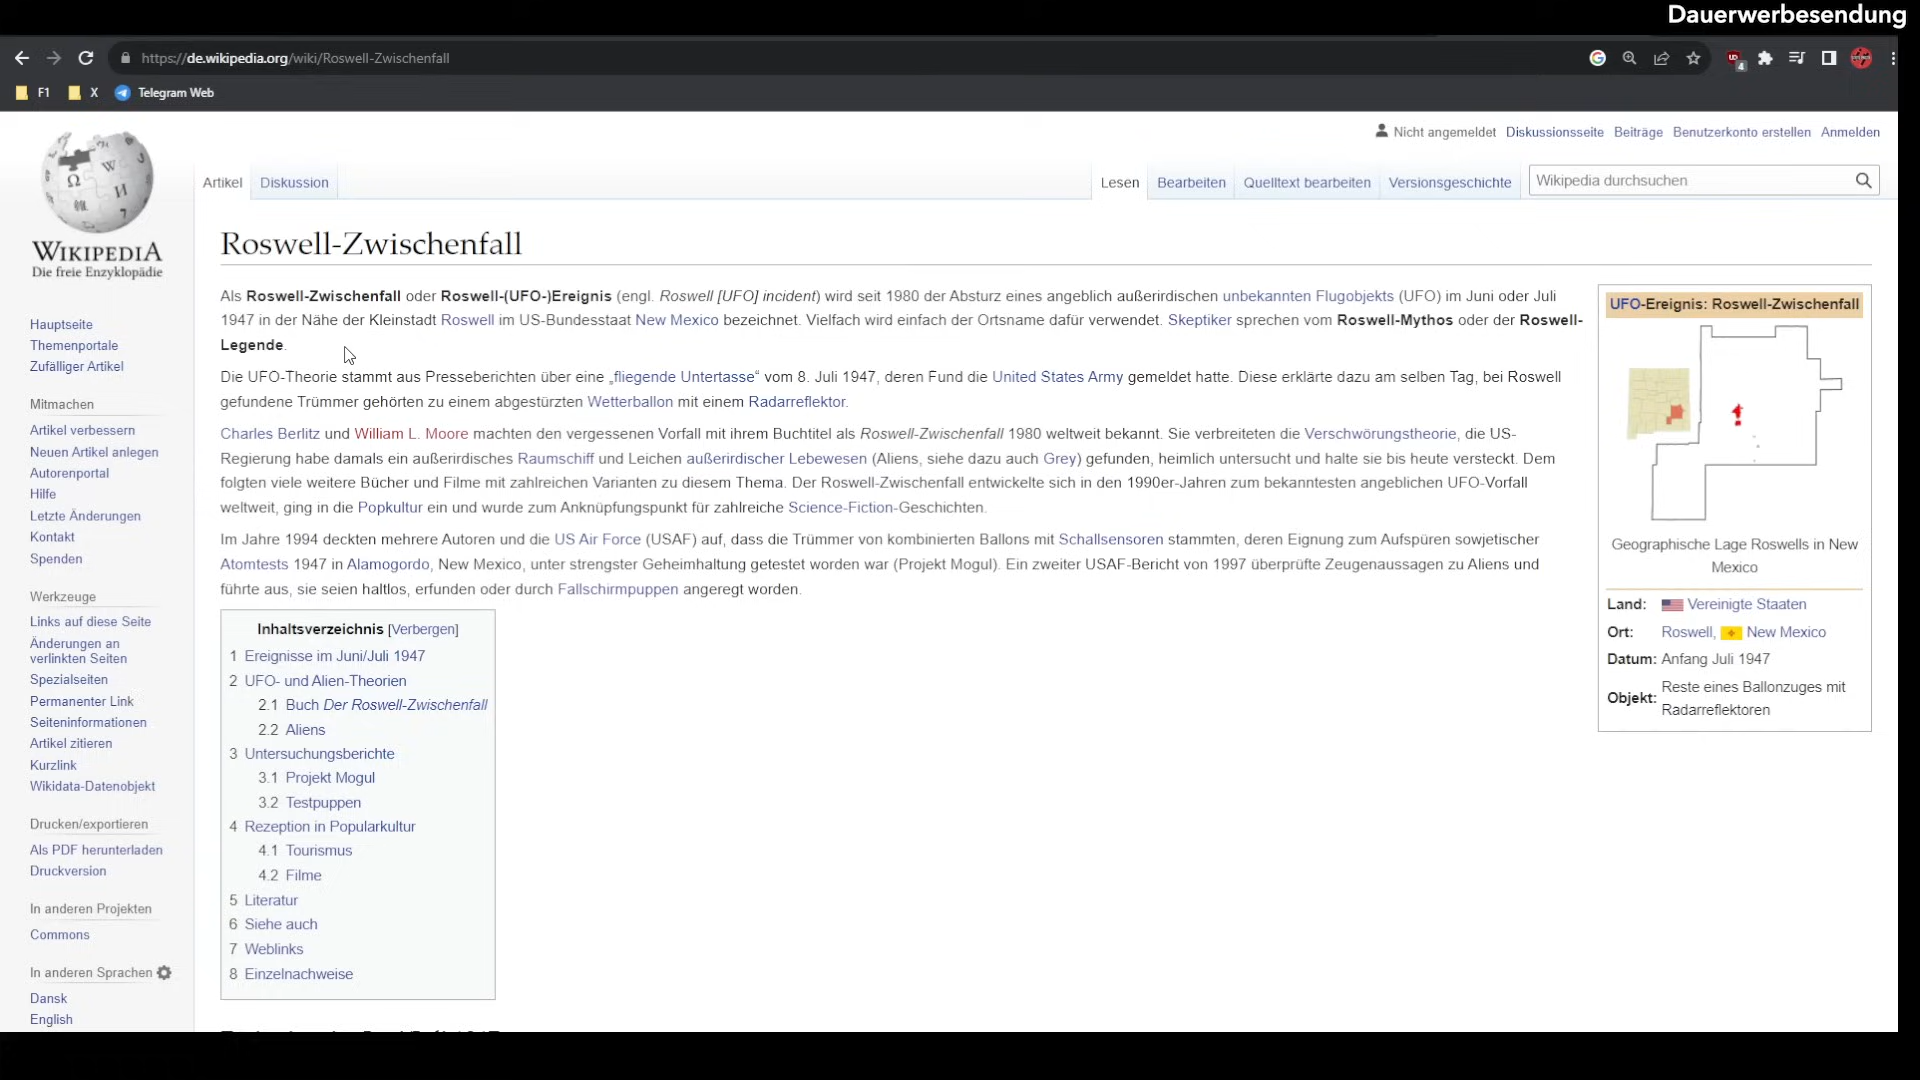 Dauerwerbesendung
https://de.wikipedia.org/wiki/Roswell-Zwischenfall
4
F1
X
Telegram Web
Nicht angemeldet Diskussionsseite Beiträge Benutzerkonto erstellen Anmelden
Artikel Diskussion
Lesen Bearbeiten Quelltext bearbeiten Versionsgeschichte
Wikipedia durchsuchen
WIKIPEDIA
Die freie Enzyklopädie
Hauptseite
Themenportale
Zufälliger Artikel
Mitmachen
Artikel verbessern
Neuen Artikel anlegen
Autorenportal
Hilfe
Letzte Änderungen
Kontakt
Spenden
Werkzeuge
Links auf diese Seite
Änderungen an
verlinkten Seiten
Spezialseiten
Permanenter Link
Seiteninformationen
Artikel zitieren
Kurzlink
Wikidata-Datenobjekt
Drucken/exportieren
Als PDF herunterladen
Druckversion
In anderen Projekten
Commons
In anderen Sprachen
Dansk
English
Roswell-Zwischenfall
Als Roswell-Zwischenfall oder Roswell-(UFO-)Ereignis (engl. Roswell [UFO] incident) wird seit 1980 der Absturz eines angeblich außerirdischen unbekannten Flugobjekts (UFO) im Juni oder Juli
1947 in der Nähe der Kleinstadt Roswell im US-Bundesstaat New Mexico bezeichnet. Vielfach wird einfach der Ortsname dafür verwendet. Skeptiker sprechen vom Roswell-Mythos oder der Roswell-
Legende.
Die UFO-Theorie stammt aus Presseberichten über eine „fliegende Untertasse“ vom 8. Juli 1947, deren Fund die United States Army gemeldet hatte. Diese erklärte dazu am selben Tag, bei Roswell
gefundene Trümmer gehörten zu einem abgestürzten Wetterballon mit einem Radarreflektor.
Charles Berlitz und William L. Moore machten den vergessenen Vorfall mit ihrem Buchtitel als Roswell-Zwischenfall 1980 weltweit bekannt. Sie verbreiteten die Verschwörungstheorie, die US-
Regierung habe damals ein außerirdisches Raumschiff und Leichen außerirdischer Lebewesen (Aliens, siehe dazu auch Grey) gefunden, heimlich untersucht und halte sie bis heute versteckt. Dem
folgten viele weitere Bücher und Filme mit zahlreichen Varianten zu diesem Thema. Der Roswell-Zwischenfall entwickelte sich in den 1990er-Jahren zum bekanntesten angeblichen UFO-Vorfall
weltweit, ging in die Popkultur ein und wurde zum Anknüpfungspunkt für zahlreiche Science-Fiction-Geschichten.
Im Jahre 1994 deckten mehrere Autoren und die US Air Force (USAF) auf, dass die Trümmer von kombinierten Ballons mit Schallsensoren stammten, deren Eignung zum Aufspüren sowjetischer
Atomtests 1947 in Alamogordo, New Mexico, unter strengster Geheimhaltung getestet worden war (Projekt Mogul). Ein zweiter USAF-Bericht von 1997 überprüfte Zeugenaussagen zu Aliens und
führte aus, sie seien haltlos, erfunden oder durch Fallschirmpuppen angeregt worden.
Inhaltsverzeichnis [Verbergen]
1 Ereignisse im Juni/Juli 1947
2 UFO- und Alien-Theorien
2.1 Buch Der Roswell-Zwischenfall
2.2 Aliens
3 Untersuchungsberichte
3.1 Projekt Mogul
3.2 Testpuppen
4 Rezeption in Popularkultur
4.1 Tourismus
4.2 Filme
5 Literatur
6 Siehe auch
7 Weblinks
8 Einzelnachweise
UFO-Ereignis: Roswell-Zwischenfall
Geographische Lage Roswells in New
Mexico
Land: Vereinigte Staaten
Ort: Roswell, New Mexico
Datum: Anfang Juli 1947
Objekt: Reste eines Ballonzuges mit
Radarreflektoren